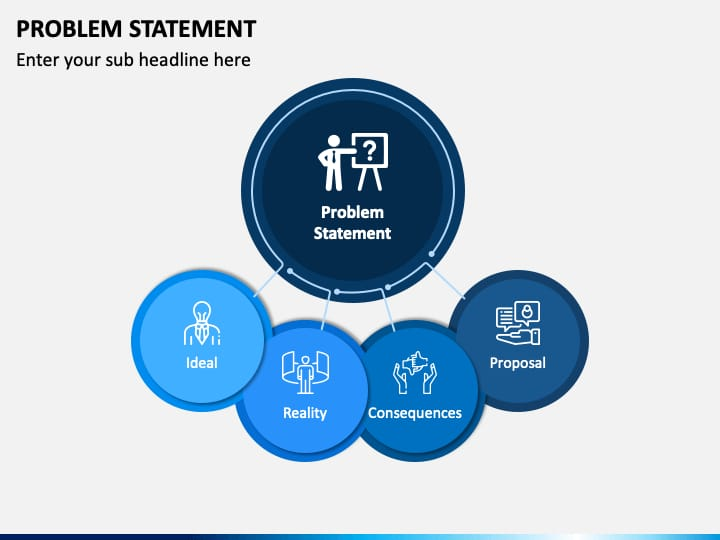 PROBLEM STATEMENT
Enter your sub headline here
?
Problem
Statement
Ideal
Reality
Consequences
Proposal